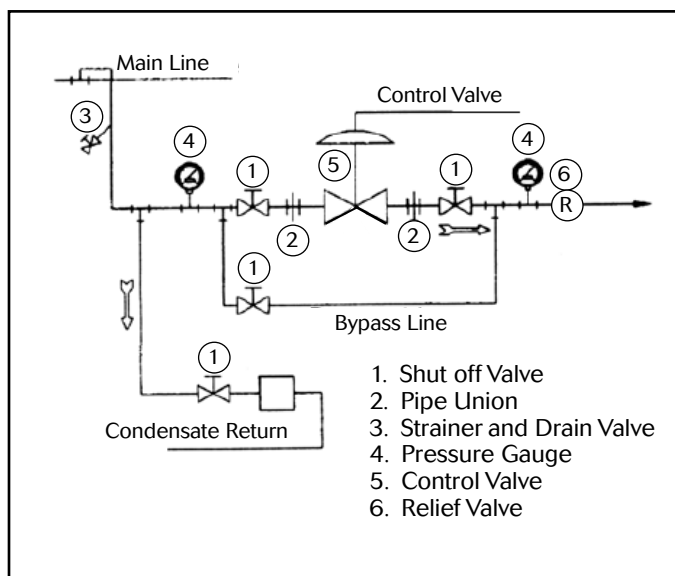 Main Line
Control Valve
3
4
1
5
1
4
6
R
2
2
1
Bypass Line
1
Condensate Return
1. Shut off Valve
2. Pipe Union
3. Strainer and Drain Valve
4. Pressure Gauge
5. Control Valve
6. Relief Valve